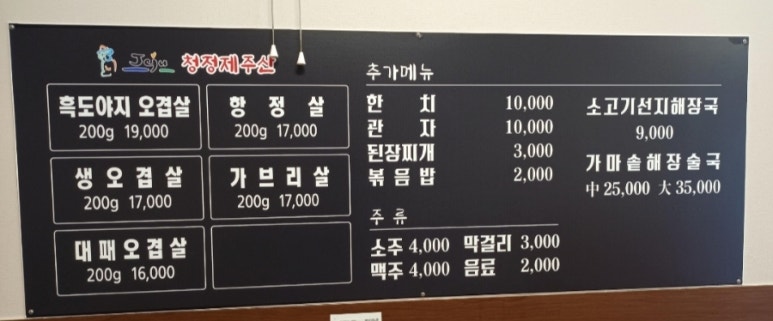 Jeju 청정제주산
흑도야지 오겹살
200g 19,000
항정살
200g 17,000
생오겹살
200g 17,000
가브리살
200g 17,000
대패오겹살
200g 16,000
추가메뉴
한치 10,000
관자 10,000
된장찌개 3,000
볶음밥 2,000
소고기선지해장국
9,000
가마솥해장술국
中 25,000 大 35,000
주류
소주 4,000 막걸리 3,000
맥주 4,000 음료 2,000